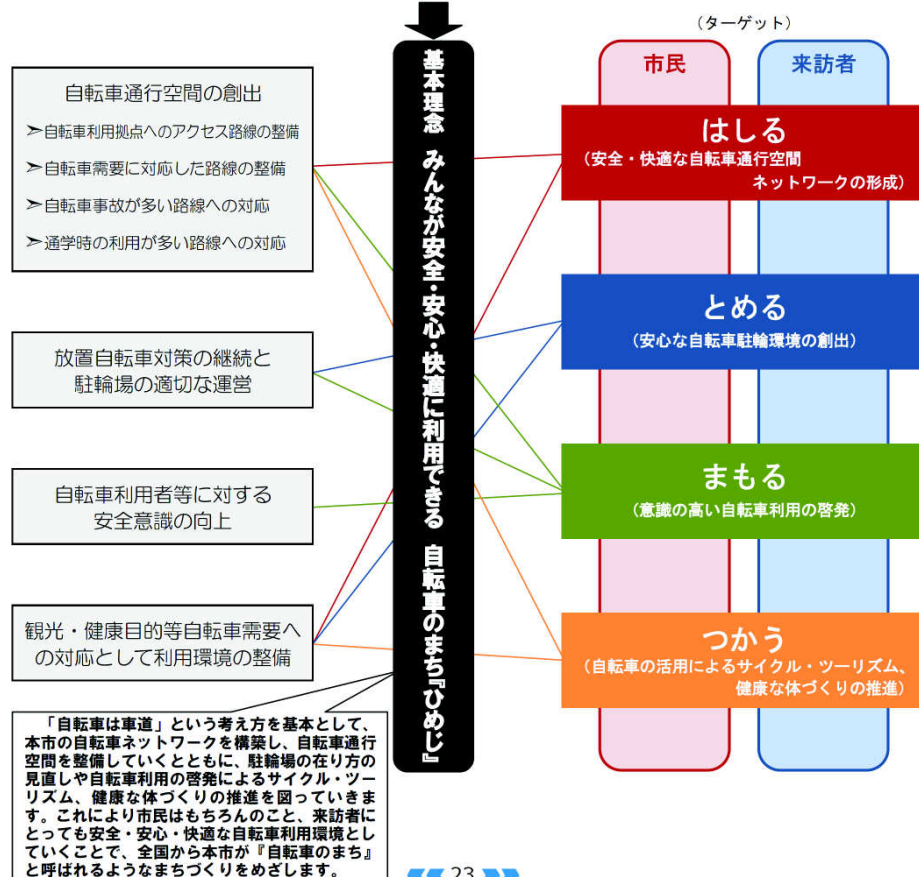 （ターゲット）
市民
来訪者
自転車通行空間の創出
➣自転車利用拠点へのアクセス路線の整備
➣自転車需要に対応した路線の整備
➣自転車事故が多い路線への対応
➣通学時の利用が多い路線への対応
放置自転車対策の継続と
駐輪場の適切な運営
自転車利用者等に対する
安全意識の向上
観光・健康目的等自転車需要へ
の対応として利用環境の整備
基本理念 みんなが安全・安心・快適に利用できる 自転車のまち『ひめじ』
はしる
（安全・快適な自転車通行空間
ネットワークの形成）
とめる
（安心な自転車駐輪環境の創出）
まもる
（意識の高い自転車利用の啓発）
つかう
（自転車の活用によるサイクル・ツーリズム、
健康な体づくりの推進）
「自転車は車道」という考え方を基本として、
本市の自転車ネットワークを構築し、自転車通行
空間を整備していくとともに、駐輪場の在り方の
見直しや自転車利用の啓発によるサイクル・ツー
リズム、健康な体づくりの推進を図っていきま
す。これにより市民はもちろんのこと、来訪者に
とっても安全・安心・快適な自転車利用環境とし
ていくことで、全国から本市が『自転車のまち』
と呼ばれるようなまちづくりをめざします。
23